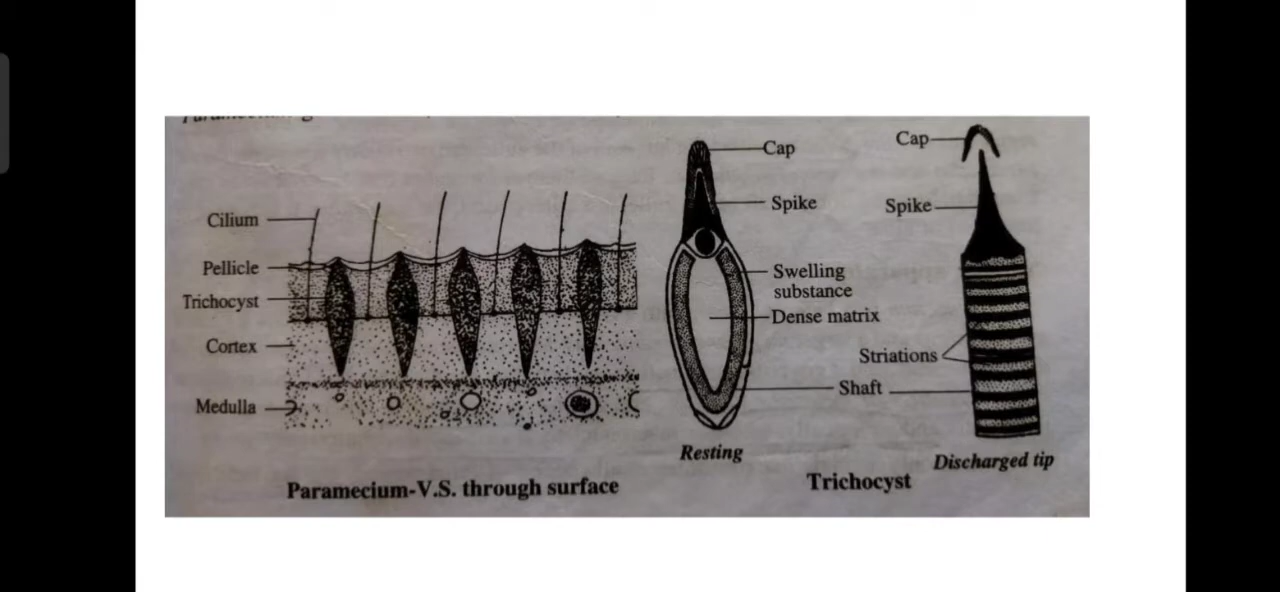 Cilium
Pellicle
Trichocyst
Cortex
Medulla
Paramecium-V.S. through surface
Cap
Spike
Swelling
substance
Dense matrix
Shaft
Resting
Cap
Spike
Striations
Discharged tip
Trichocyst